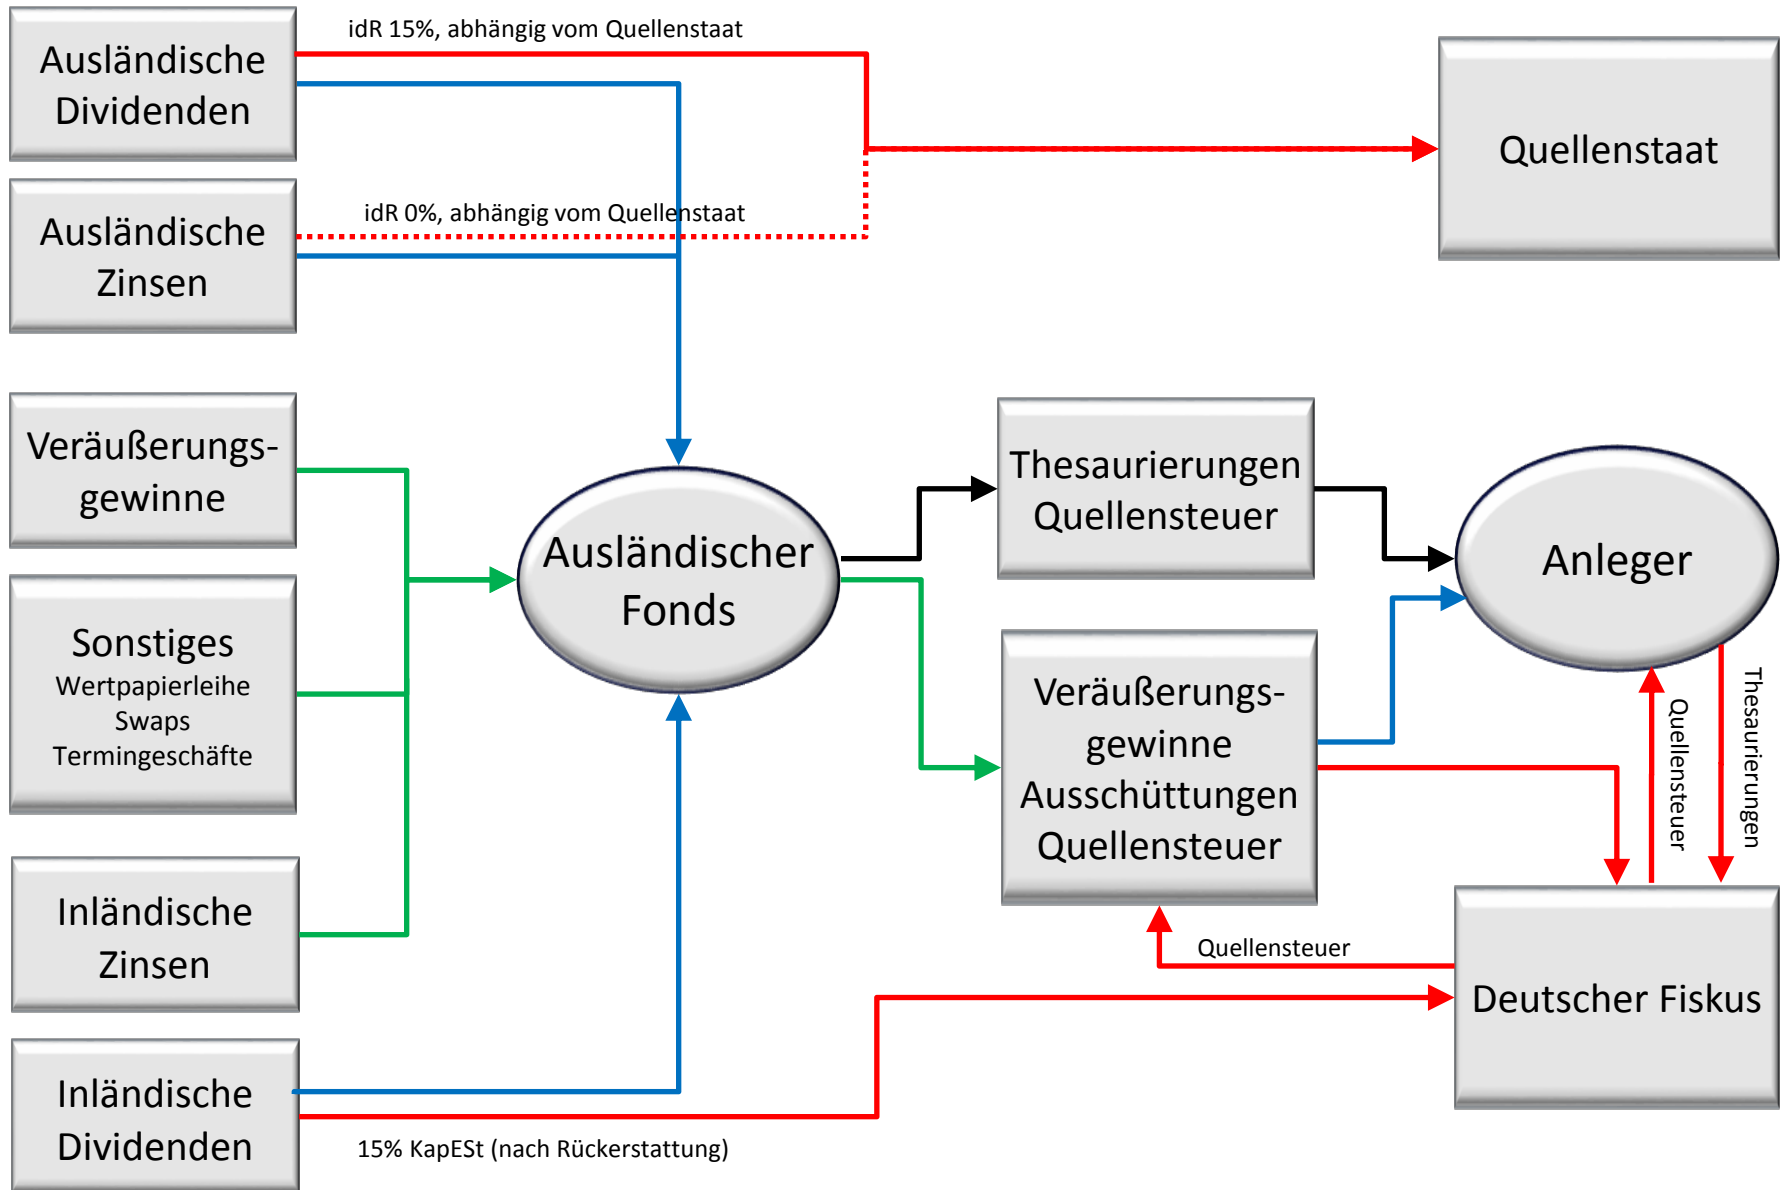 idR 15%, abhängig vom Quellenstaat
Ausländische
Dividenden
Quellenstaat
idR 0%, abhängig vom Quellenstaat
Ausländische
Zinsen
Veräußerungs-
gewinne
Sonstiges
Wertpapierleihe
Swaps
Termingeschäfte
Inländische
Zinsen
Inländische
Dividenden
15% KapESt (nach Rückerstattung)
Ausländischer
Fonds
Thesaurierungen
Quellensteuer
Veräußerungs-
gewinne
Ausschüttungen
Quellensteuer
Quellensteuer
Anleger
Quellensteuer
Thesaurierungen
Deutscher Fiskus